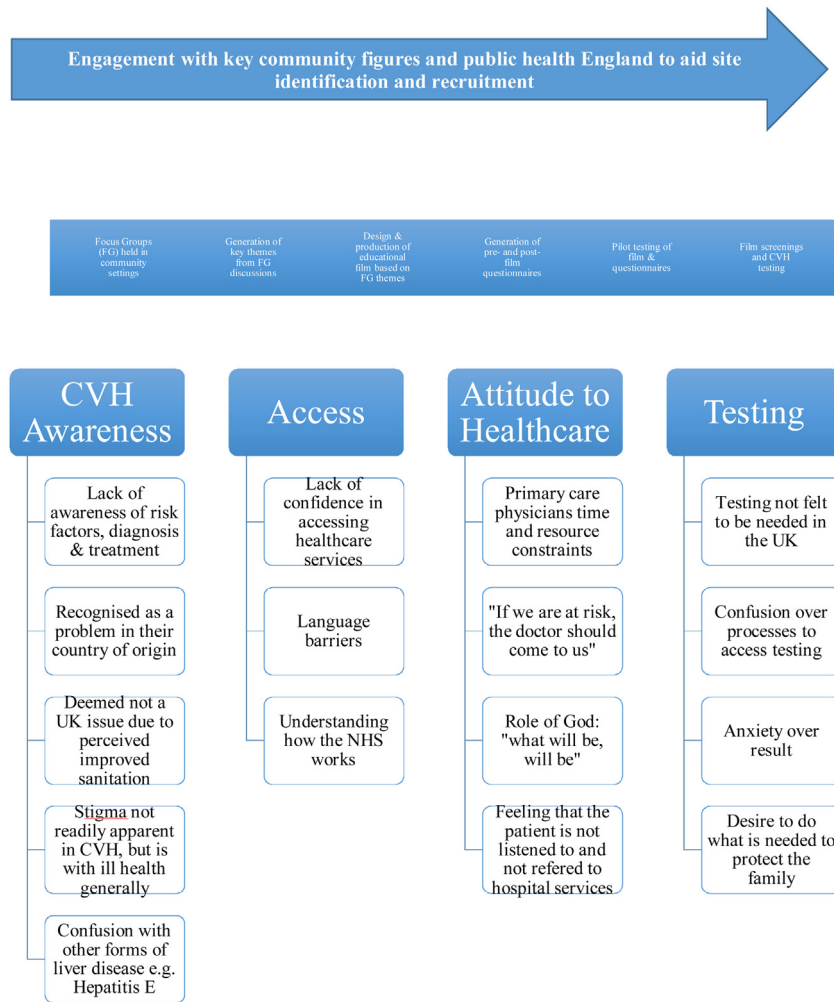 Engagement with key community figures and public health England to aid site
identification and recruitment
Focus Groups
(FG) held in
community
settings
Generation of
key themes
from FG
discussions
Design &
production of
educational
film based on
FG themes
Generation of
pre- and post-
film
questionnaires
Pilot testing of
film &
questionnaires
Film screenings
and CVH
testing
CVH
Awareness
Lack of
awareness of risk
factors, diagnosis
& treatment
Recognised as a
problem in their
country of origin
Deemed not a
UK issue due to
perceived
improved
sanitation
Stigma not
readily apparent
in CVH, but is
with ill health
generally
Confusion with
other forms of
liver disease e.g.
Hepatitis E
Access
Lack of
confidence in
accessing
healthcare
services
Language
barriers
Understanding
how the NHS
works
Attitude to
Healthcare
Primary care
physicians time
and resource
constraints
"If we are at risk,
the doctor should
come to us"
Role of God:
"what will be,
will be"
Feeling that the
patient is not
listened to and
not refered to
hospital services
Testing
Testing not felt
to be needed in
the UK
Confusion over
processes to
access testing
Anxiety over
result
Desire to do
what is needed to
protect the
family